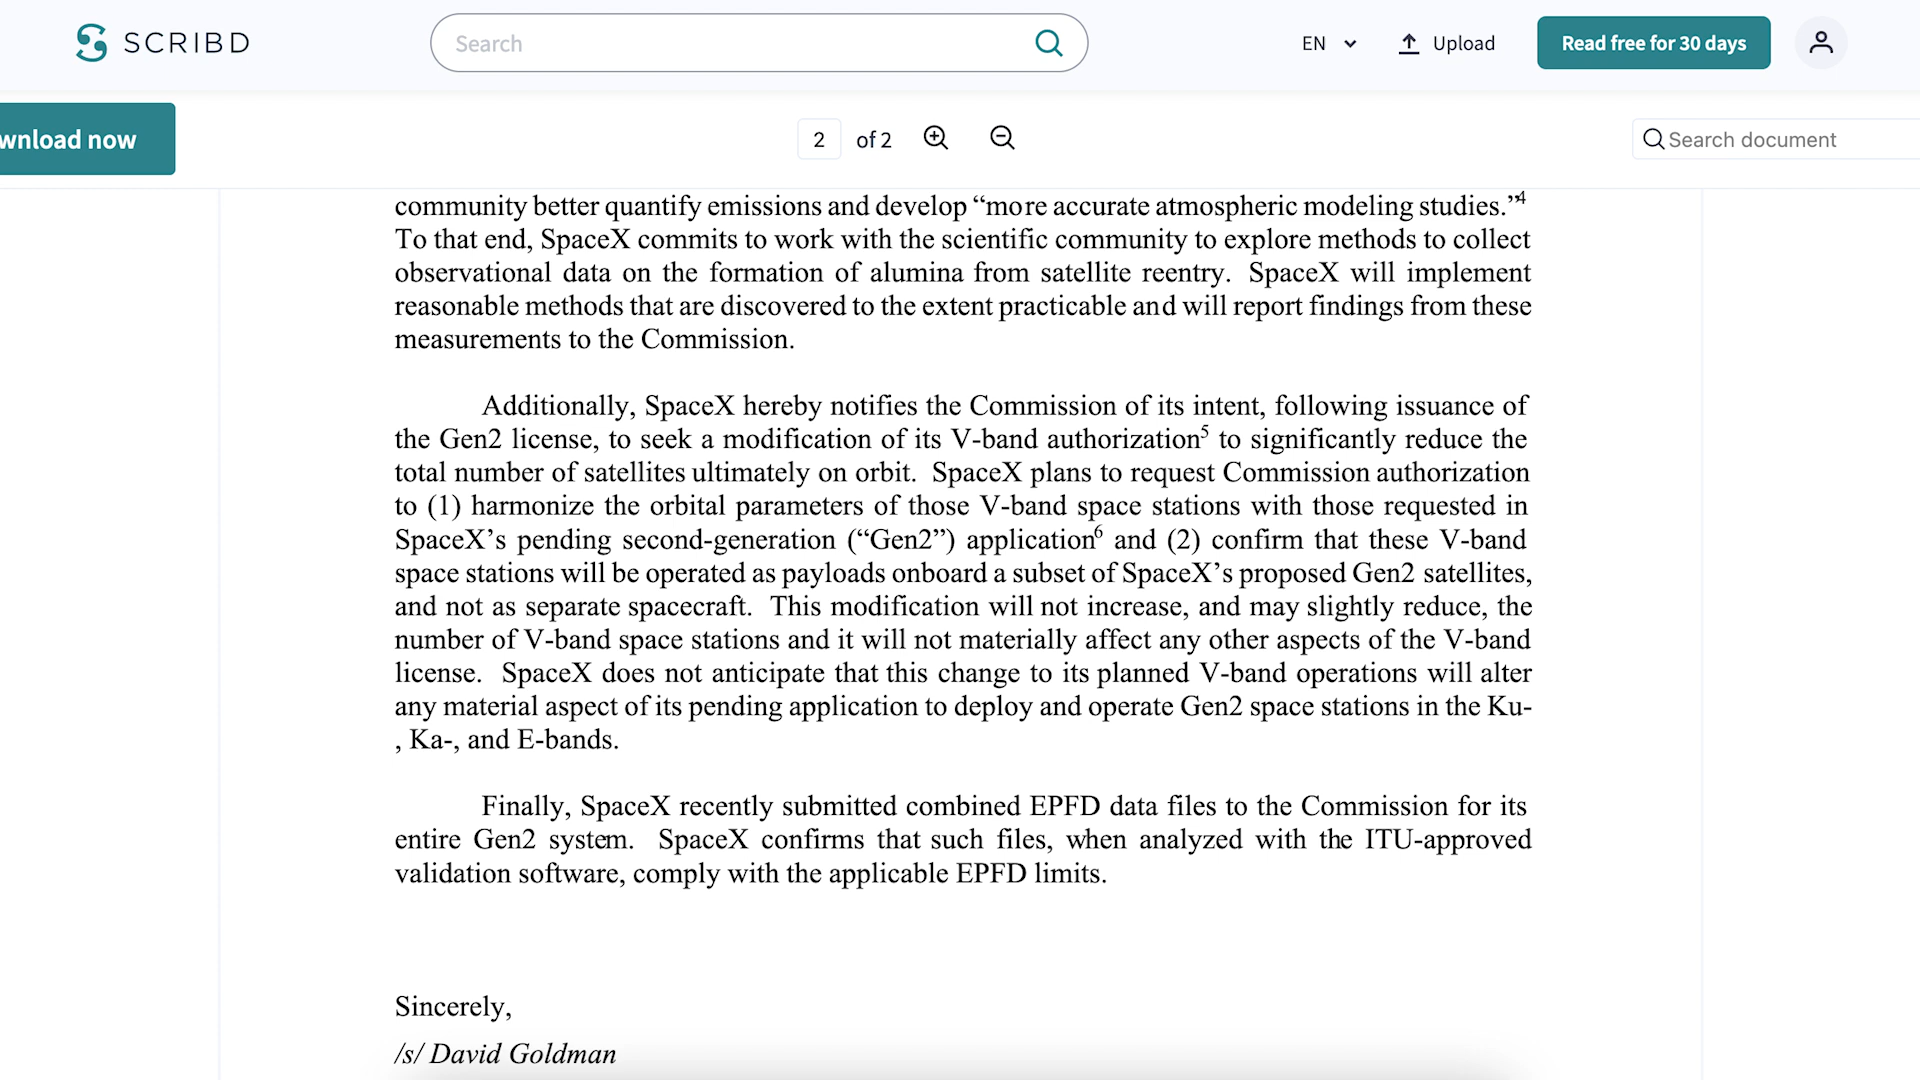 SCRIBD
Search
EN
Upload
Read free for 30 days
wnload now
2 of 2
Search document
community better quantify emissions and develop “more accurate atmospheric modeling studies.”4
To that end, SpaceX commits to work with the scientific community to explore methods to collect
observational data on the formation of alumina from satellite reentry. SpaceX will implement
reasonable methods that are discovered to the extent practicable and will report findings from these
measurements to the Commission.
Additionally, SpaceX hereby notifies the Commission of its intent, following issuance of
the Gen2 license, to seek a modification of its V-band authorization5 to significantly reduce the
total number of satellites ultimately on orbit. SpaceX plans to request Commission authorization
to (1) harmonize the orbital parameters of those V-band space stations with those requested in
SpaceX’s pending second-generation (“Gen2”) application6 and (2) confirm that these V-band
space stations will be operated as payloads onboard a subset of SpaceX’s proposed Gen2 satellites,
and not as separate spacecraft. This modification will not increase, and may slightly reduce, the
number of V-band space stations and it will not materially affect any other aspects of the V-band
license. SpaceX does not anticipate that this change to its planned V-band operations will alter
any material aspect of its pending application to deploy and operate Gen2 space stations in the Ku-
, Ka-, and E-bands.
Finally, SpaceX recently submitted combined EPFD data files to the Commission for its
entire Gen2 system. SpaceX confirms that such files, when analyzed with the ITU-approved
validation software, comply with the applicable EPFD limits.
Sincerely,
/s/ David Goldman